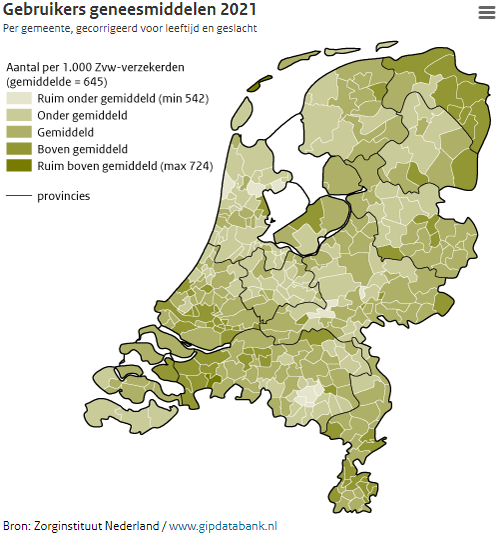 Gebruikers geneesmiddelen 2021
Per gemeente, gecorrigeerd voor leeftijd en geslacht
Aantal per 1.000 Zvw-verzekerden
(gemiddelde = 645)
Ruim onder gemiddeld (min 542)
Onder gemiddeld
Gemiddeld
Boven gemiddeld
Ruim boven gemiddeld (max 724)
provincies
Bron: Zorginstituut Nederland / www.gipdatabank.nl